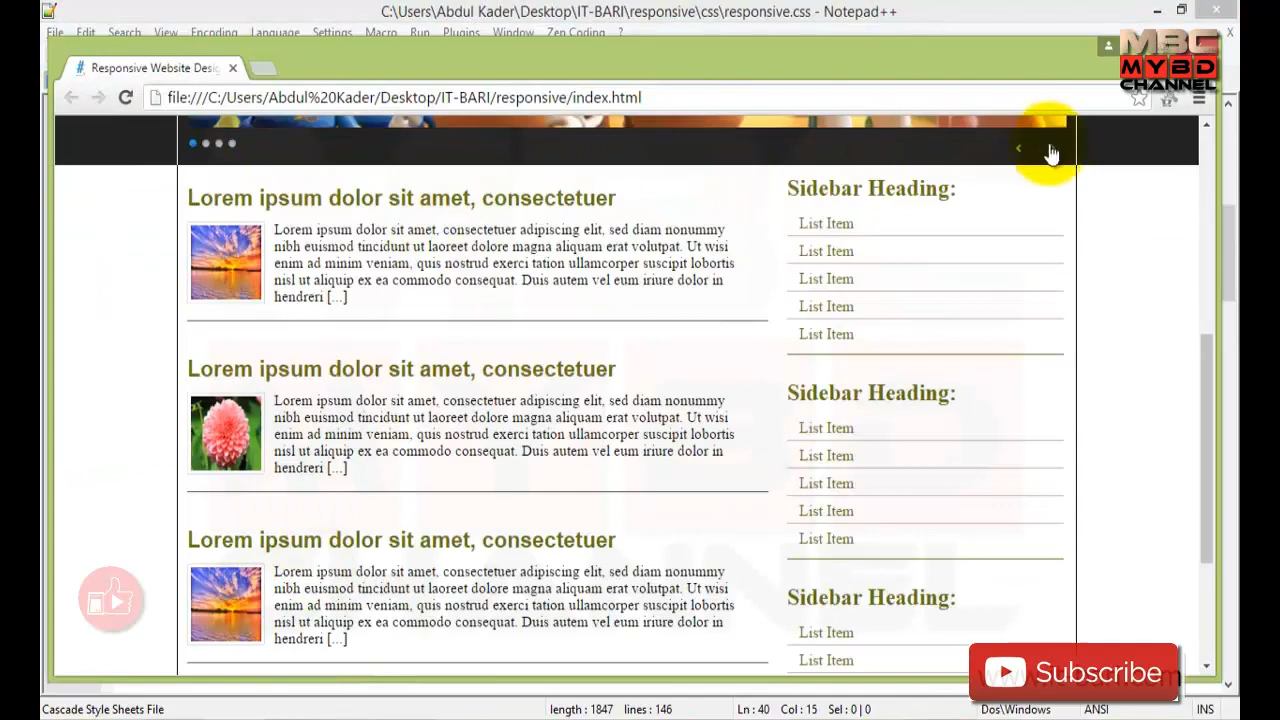 C:\Users\Abdul Kader\Desktop\IT-BARI\responsive\css\responsive.css - Notepad++
File Edit Search View Encoding Language Settings Macro Run Plugins Window Zen Coding ?
X
MBC
MYBD
CHANNEL
Responsive Website Desig
file:///C:/Users/Abdul%20Kader/Desktop/IT-BARI/responsive/index.html
Lorem ipsum dolor sit amet, consectetuer
Lorem ipsum dolor sit amet, consectetuer adipiscing elit, sed diam nonummy
nibh euismod tincidunt ut laoreet dolore magna aliquam erat volutpat. Ut wisi
enim ad minim veniam, quis nostrud exerci tation ullamcorper suscipit lobortis
nisl ut aliquip ex ea commodo consequat. Duis autem vel eum iriure dolor in
hendreri [...]
Lorem ipsum dolor sit amet, consectetuer
Lorem ipsum dolor sit amet, consectetuer adipiscing elit, sed diam nonummy
nibh euismod tincidunt ut laoreet dolore magna aliquam erat volutpat. Ut wisi
enim ad minim veniam, quis nostrud exerci tation ullamcorper suscipit lobortis
nisl ut aliquip ex ea commodo consequat. Duis autem vel eum iriure dolor in
hendreri [...]
Lorem ipsum dolor sit amet, consectetuer
Lorem ipsum dolor sit amet, consectetuer adipiscing elit, sed diam nonummy
nibh euismod tincidunt ut laoreet dolore magna aliquam erat volutpat. Ut wisi
enim ad minim veniam, quis nostrud exerci tation ullamcorper suscipit lobortis
nisl ut aliquip ex ea commodo consequat. Duis autem vel eum iriure dolor in
hendreri [...]
Sidebar Heading:
List Item
List Item
List Item
List Item
List Item
Sidebar Heading:
List Item
List Item
List Item
List Item
List Item
Sidebar Heading:
List Item
List Item
Subscribe
Cascade Style Sheets File length : 1847 lines : 146 Ln : 40 Col : 15 Sel : 0 | 0 Dos\Windows ANSI INS